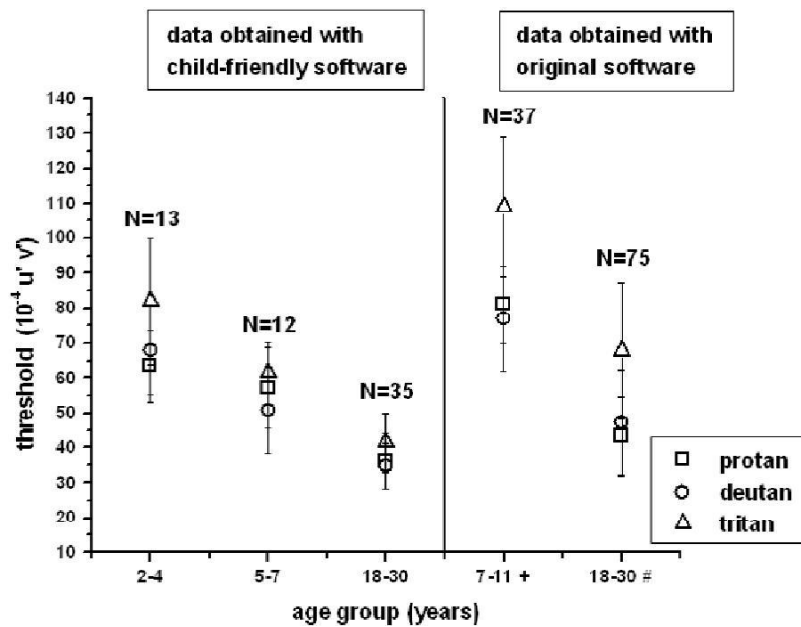 data obtained with
child-friendly software
data obtained with
original software
140
130
120
110
100
90
80
70
60
50
40
30
20
10
threshold (10⁻⁴ u' v')
N=13
N=12
N=35
N=37
N=75
protan
deutan
tritan
2-4
5-7
18-30
7-11 +
18-30 #
age group (years)